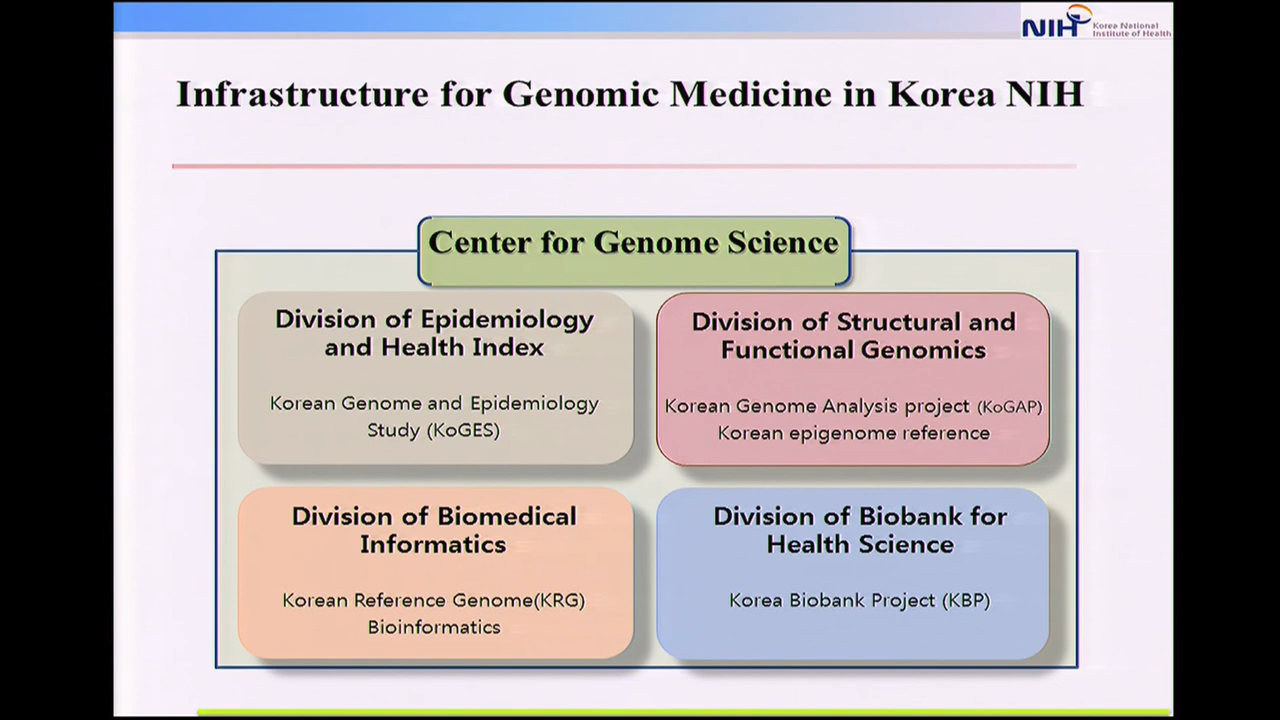 NIH Korea National
Institute of Health
Infrastructure for Genomic Medicine in Korea NIH
Center for Genome Science
Division of Epidemiology
and Health Index
Korean Genome and Epidemiology
Study (KoGES)
Division of Structural and
Functional Genomics
Korean Genome Analysis project (KoGAP)
Korean epigenome reference
Division of Biomedical
Informatics
Korean Reference Genome(KRG)
Bioinformatics
Division of Biobank for
Health Science
Korea Biobank Project (KBP)